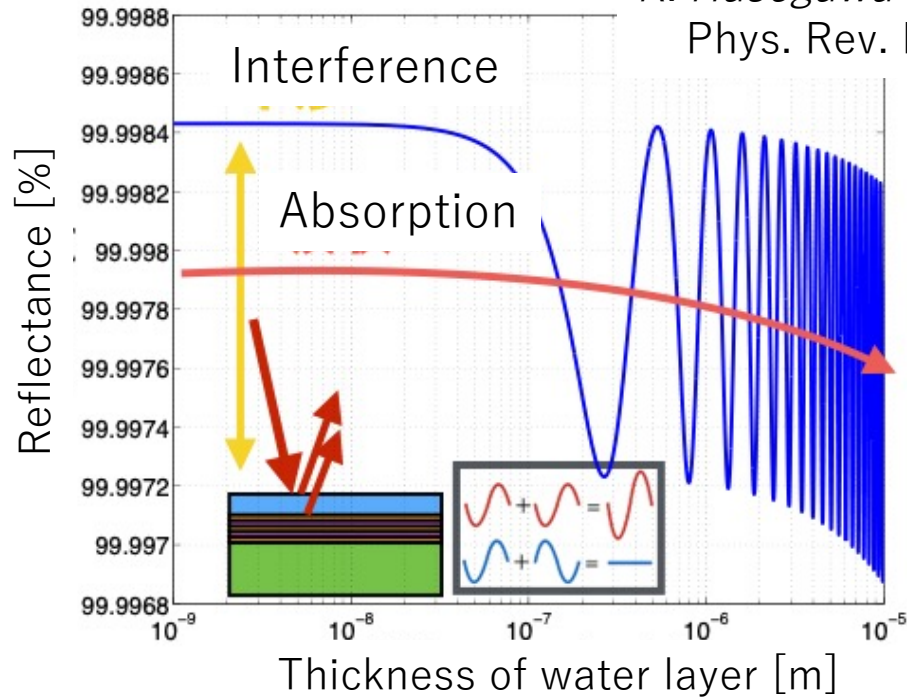 Phys. Rev.
Interference
Absorption
Reflectance [%]
99.9988
99.9986
99.9984
99.9982
99.998
99.9978
99.9976
99.9974
99.9972
99.997
99.9968
+ =
+ =
10⁻⁹ 10⁻⁸ 10⁻⁷ 10⁻⁶ 10⁻⁵
Thickness of water layer [m]